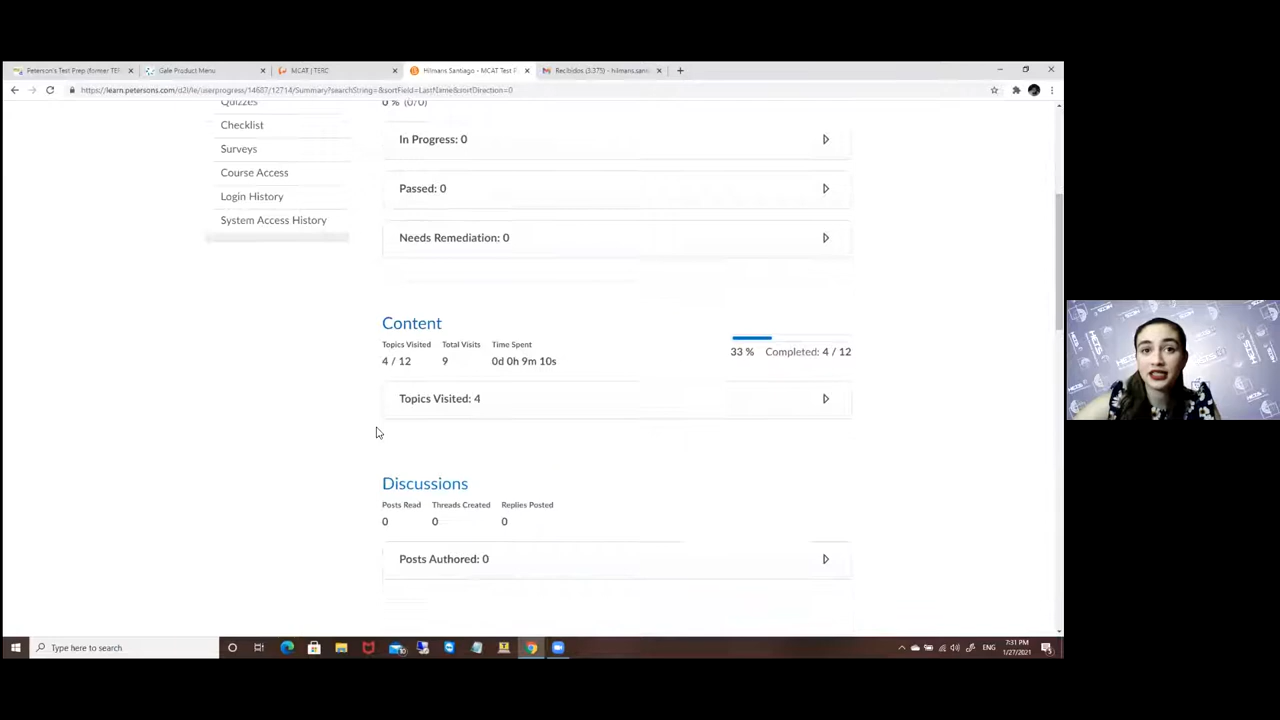 Peterson's Test Prep (former TER
Gale Product Menu
MCAT | TERC
Hilmans Santiago - MCAT Test P
Recibidos (3.375) - hilmans.santi
https://learn.petersons.com/d2l/le/userprogress/14687/12714/Summary?searchString=&sortField=LastName&sortDirection=0
Quizzes
Checklist
Surveys
Course Access
Login History
System Access History
0 % (0/0)
In Progress: 0
Passed: 0
Needs Remediation: 0
Content
Topics Visited Total Visits Time Spent
4 / 12 9 0d 0h 9m 10s
33 % Completed: 4 / 12
Topics Visited: 4
Discussions
Posts Read Threads Created Replies Posted
0 0 0
Posts Authored: 0
Type here to search
ENG
7:31 PM
1/27/2021